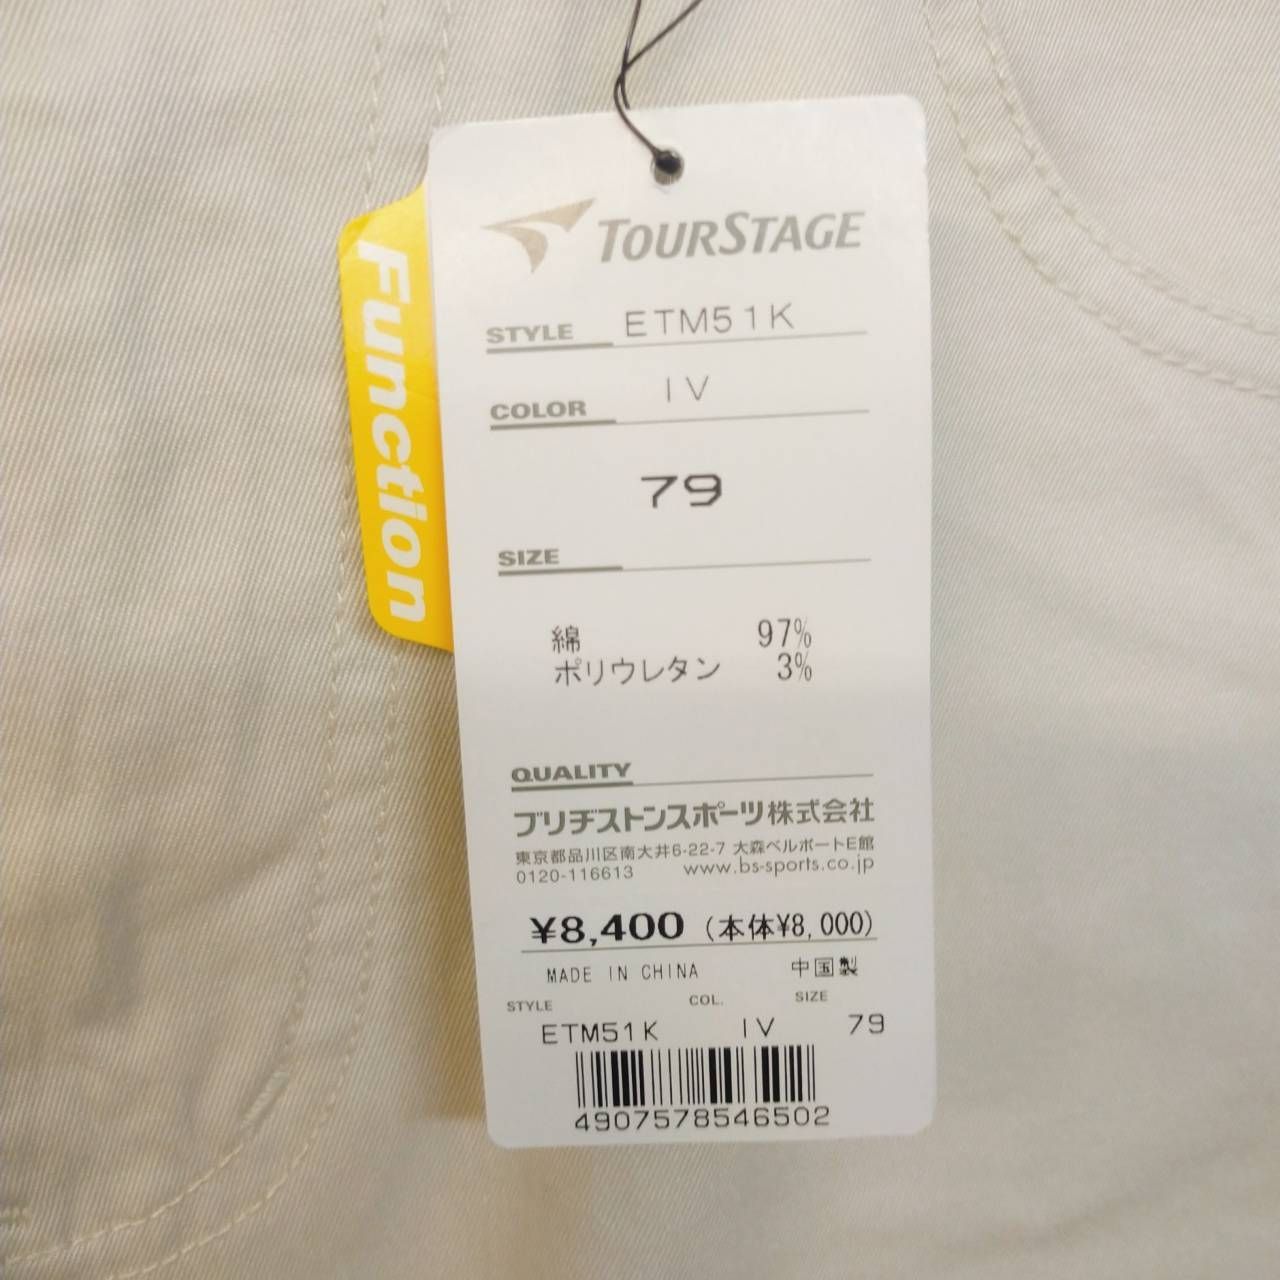 TOURSTAGE
Function
STYLE ETM51K
COLOR IV
79
SIZE
綿 97%
ポリウレタン 3%
QUALITY
ブリヂストンスポーツ株式会社
東京都品川区南大井6-22-7 大森ベルポートE館
0120-116613 www.bs-sports.co.jp
¥8,400 (本体¥8,000)
MADE IN CHINA 中国製
STYLE COL. SIZE
ETM51K IV 79
4907578546502